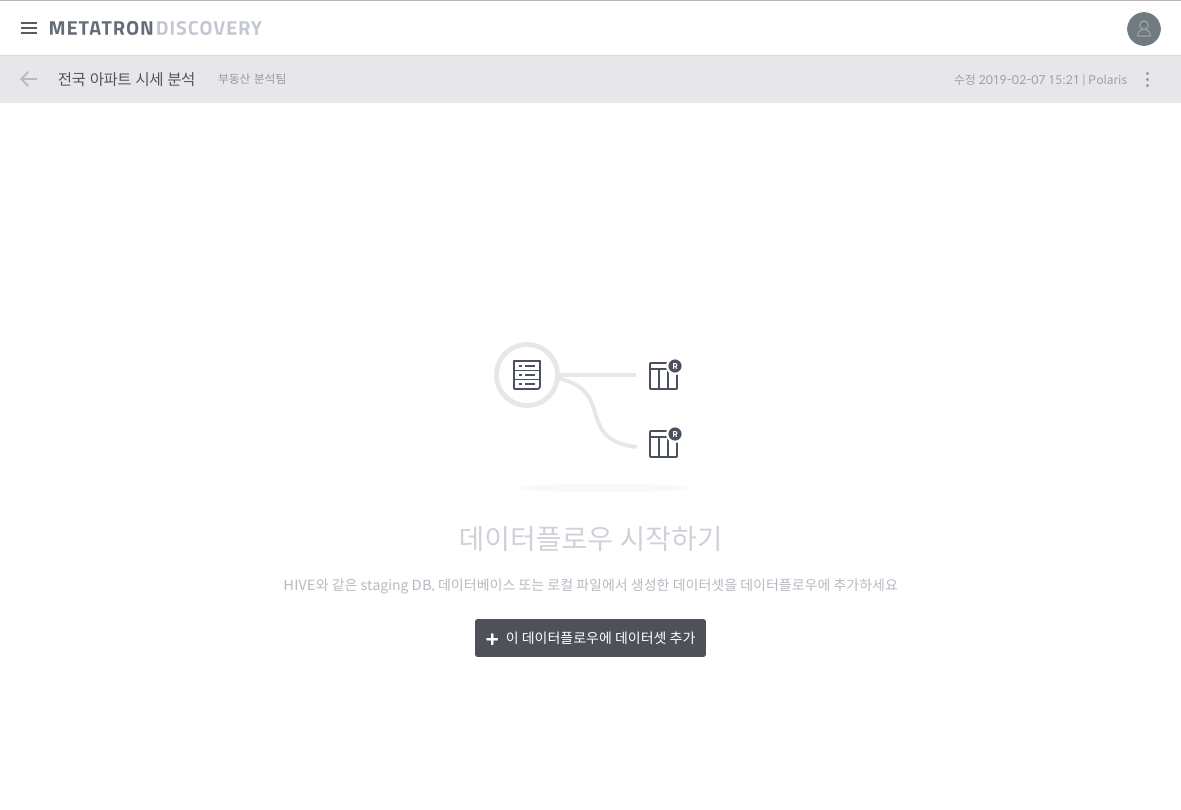 METATRON DISCOVERY
전국 아파트 시세 분석 부동산 분석팀 수정 2019-02-07 15:21 | Polaris
R
R
데이터플로우 시작하기
HIVE와 같은 staging DB, 데이터베이스 또는 로컬 파일에서 생성한 데이터셋을 데이터플로우에 추가하세요
+ 이 데이터플로우에 데이터셋 추가